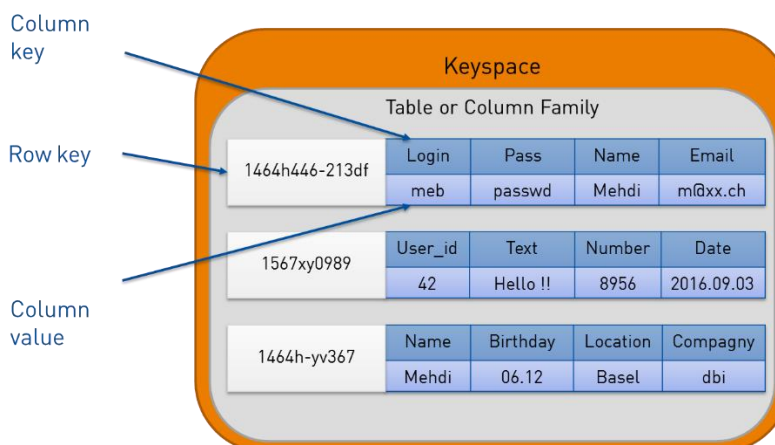 Column
key
Keyspace
Table or Column Family
Row key
1464h446-213df
Login Pass Name Email
meb passwd Mehdi m@xx.ch
1567xy0989
User_id Text Number Date
42 Hello !! 8956 2016.09.03
Column
value
1464h-yv367
Name Birthday Location Compagny
Mehdi 06.12 Basel dbi